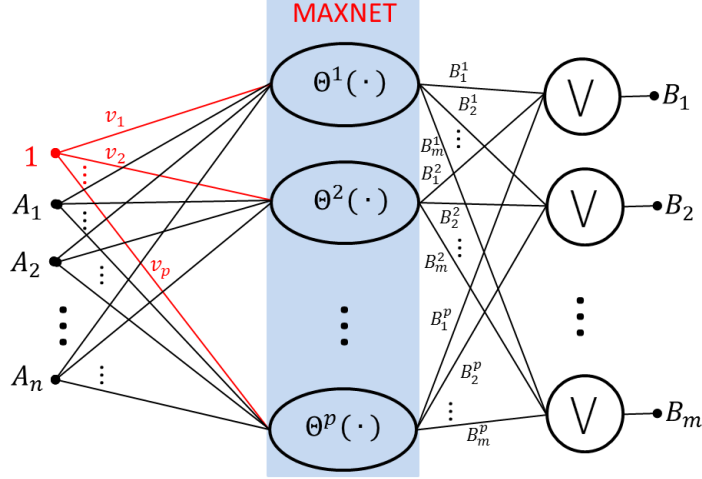 MAXNET
Θ¹(·)
B₁¹
V
B₁
v₁
B₂¹
1
v₂
⋮
Bₘ¹
B₁²
A₁
Θ²(·)
V
B₂
A₂
B₂²
vₚ
Bₘ²
B₁ᵖ
Aₙ
B₂ᵖ
Θᵖ(·)
Bₘᵖ
V
Bₘ